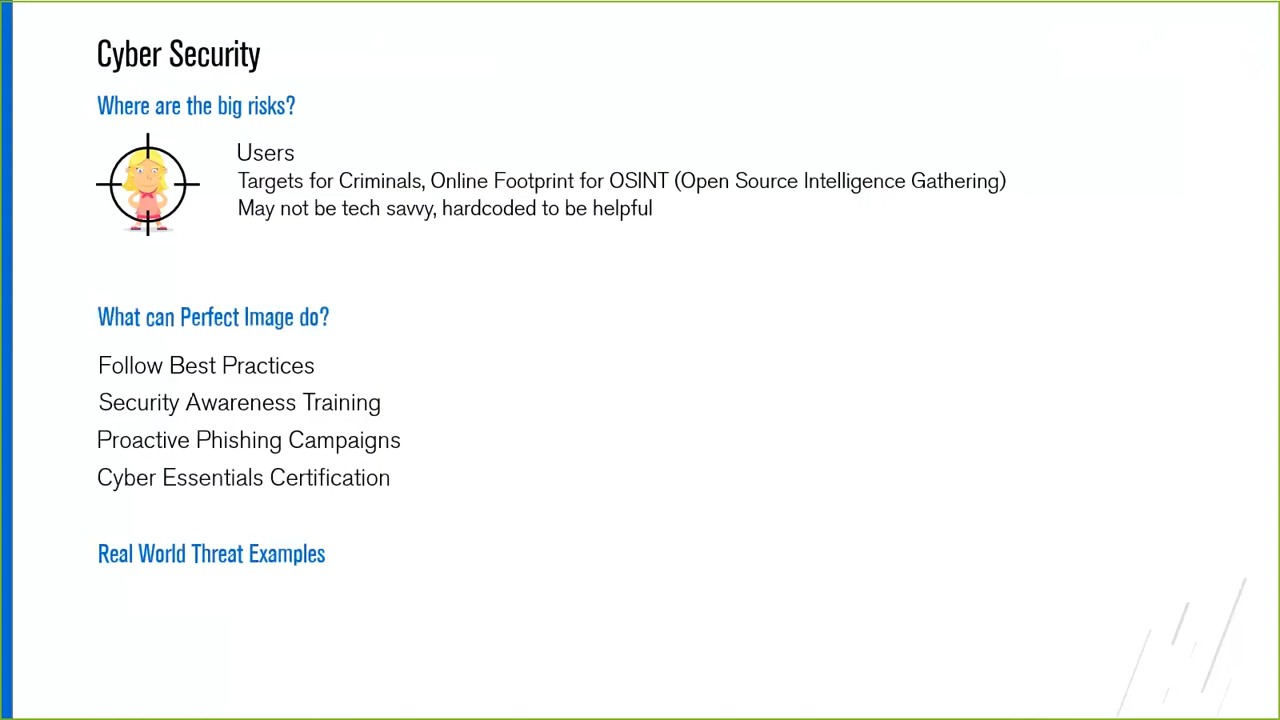 Cyber Security
Where are the big risks?
Users
Targets for Criminals, Online Footprint for OSINT (Open Source Intelligence Gathering)
May not be tech savvy, hardcoded to be helpful
What can Perfect Image do?
Follow Best Practices
Security Awareness Training
Proactive Phishing Campaigns
Cyber Essentials Certification
Real World Threat Examples